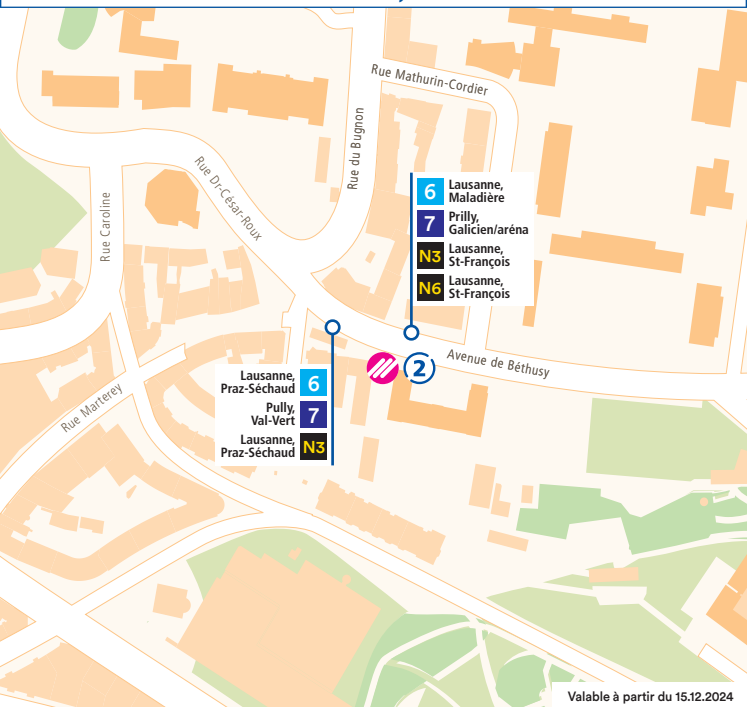 Rue Mathurin-Cordier
Rue du Bugnon
Rue Dr-César-Roux
Rue Caroline
6 Lausanne,
Maladière
7 Prilly,
Galicien/aréna
N3 Lausanne,
St-François
N6 Lausanne,
St-François
Avenue de Béthusy
2
Lausanne,
Praz-Séchaud 6
Pully,
Val-Vert 7
Lausanne,
Praz-Séchaud N3
Rue Marterey
Valable à partir du 15.12.2024